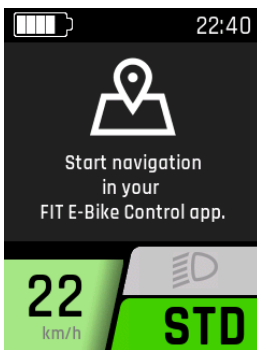 22:40
Start navigation
in your
FIT E-Bike Control app.
22
km/h
STD